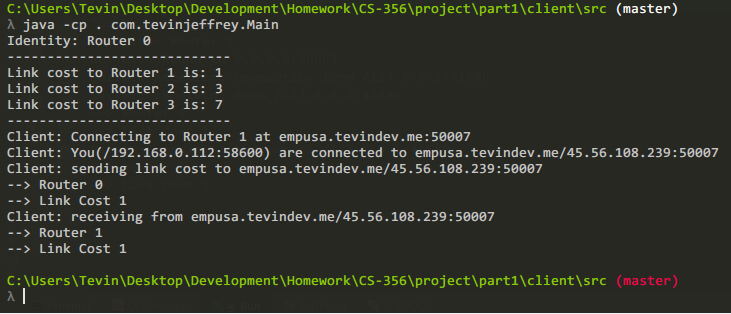 C:\Users\Tevin\Desktop\Development\Homework\CS-356\project\part1\client\src (master)
λ java -cp . com.tevinjeffrey.Main
Identity: Router 0
----------------------------
Link cost to Router 1 is: 1
Link cost to Router 2 is: 3
Link cost to Router 3 is: 7
----------------------------
Client: Connecting to Router 1 at empusa.tevindev.me:50007
Client: You(/192.168.0.112:58600) are connected to empusa.tevindev.me/45.56.108.239:50007
Client: sending link cost to empusa.tevindev.me/45.56.108.239:50007
--> Router 0
--> Link Cost 1
Client: receiving from empusa.tevindev.me/45.56.108.239:50007
--> Router 1
--> Link Cost 1
C:\Users\Tevin\Desktop\Development\Homework\CS-356\project\part1\client\src (master)
λ